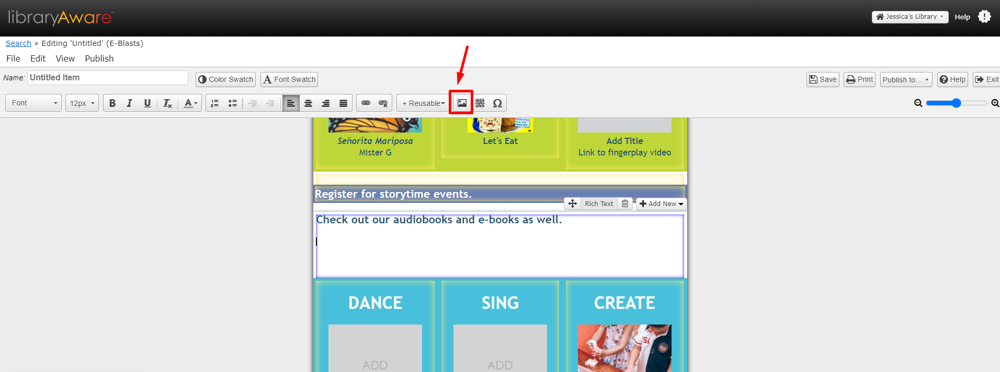 libraryAware™
Jessica's Library
Help
Search » Editing 'Untitled' (E-Blasts)
File Edit View Publish
Name: Untitled Item Color Swatch A Font Swatch Save Print Publish to... Help Exit
Font 12px B I U Tx A + Reusable Ω
Señorita Mariposa
Mister G
Let's Eat
Add Title
Link to fingerplay video
Register for storytime events.
Rich Text Add New
Check out our audiobooks and e-books as well.
DANCE SING CREATE
ADD ADD